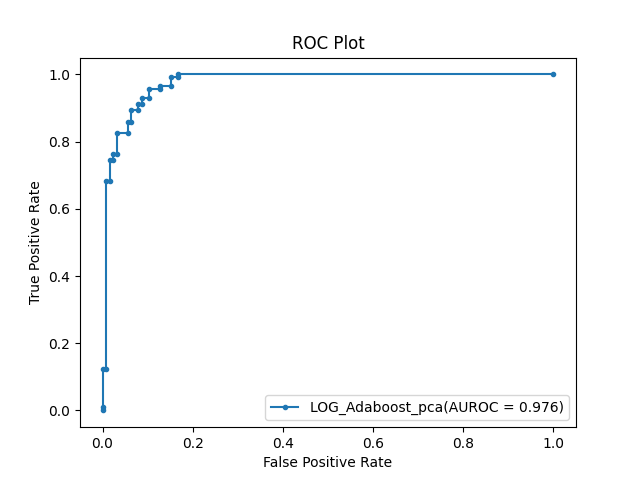 ROC Plot
1.0
0.8
0.6
0.4
0.2
0.0
True Positive Rate
LOG_Adaboost_pca(AUROC = 0.976)
0.0 0.2 0.4 0.6 0.8 1.0
False Positive Rate